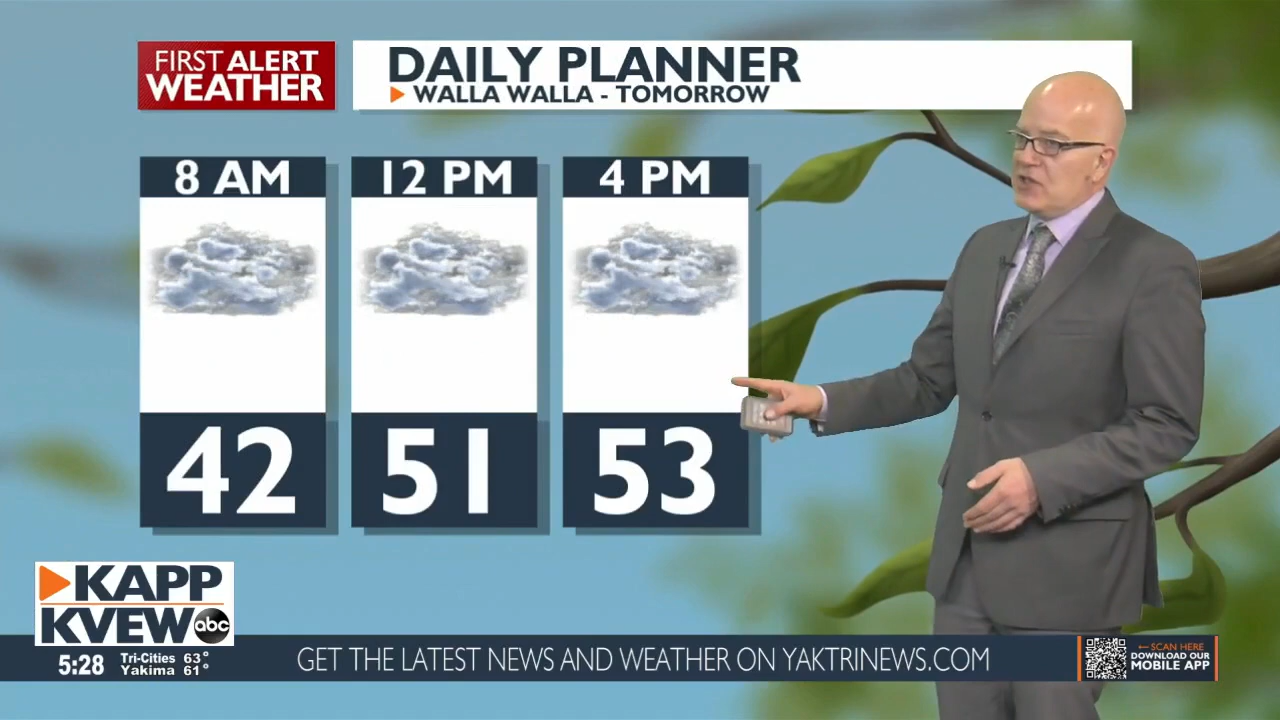 FIRST ALERT
WEATHER
DAILY PLANNER
WALLA WALLA - TOMORROW
8 AM
12 PM
4 PM
42
51
53
KAPP
KVEW abc
5:28
Tri-Cities 63°
Yakima 61°
GET THE LATEST NEWS AND WEATHER ON YAKTRINEWS.COM
SCAN HERE
DOWNLOAD OUR
MOBILE APP